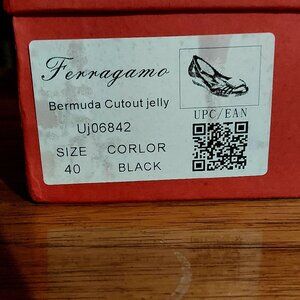 Ferragamo
Bermuda Cutout jelly
Uj06842
UPC/EAN
SIZE CORLOR
40 BLACK